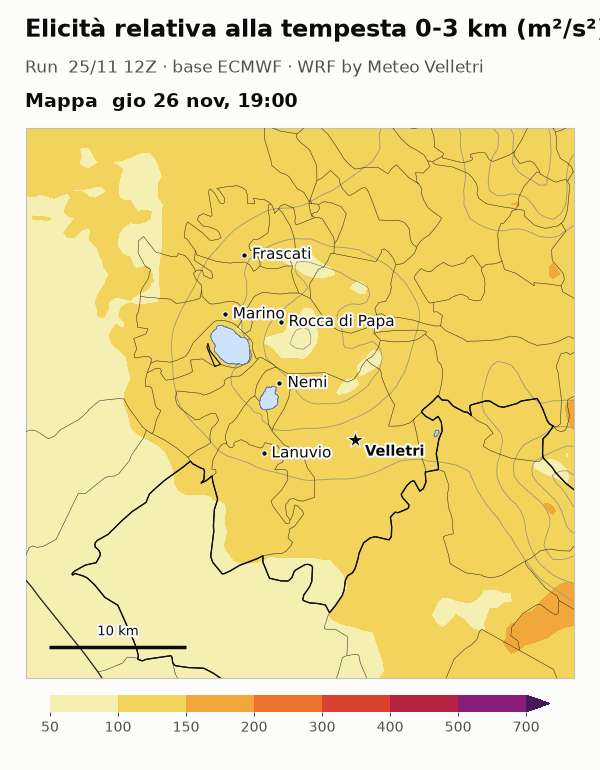 Elicità relativa alla tempesta 0-3 km (m²/s²)
Run 25/11 12Z · base ECMWF · WRF by Meteo Velletri
Mappa gio 26 nov, 19:00
Frascati
Marino
Rocca di Papa
Nemi
Velletri
Lanuvio
10 km
50 100 150 200 300 400 500 700